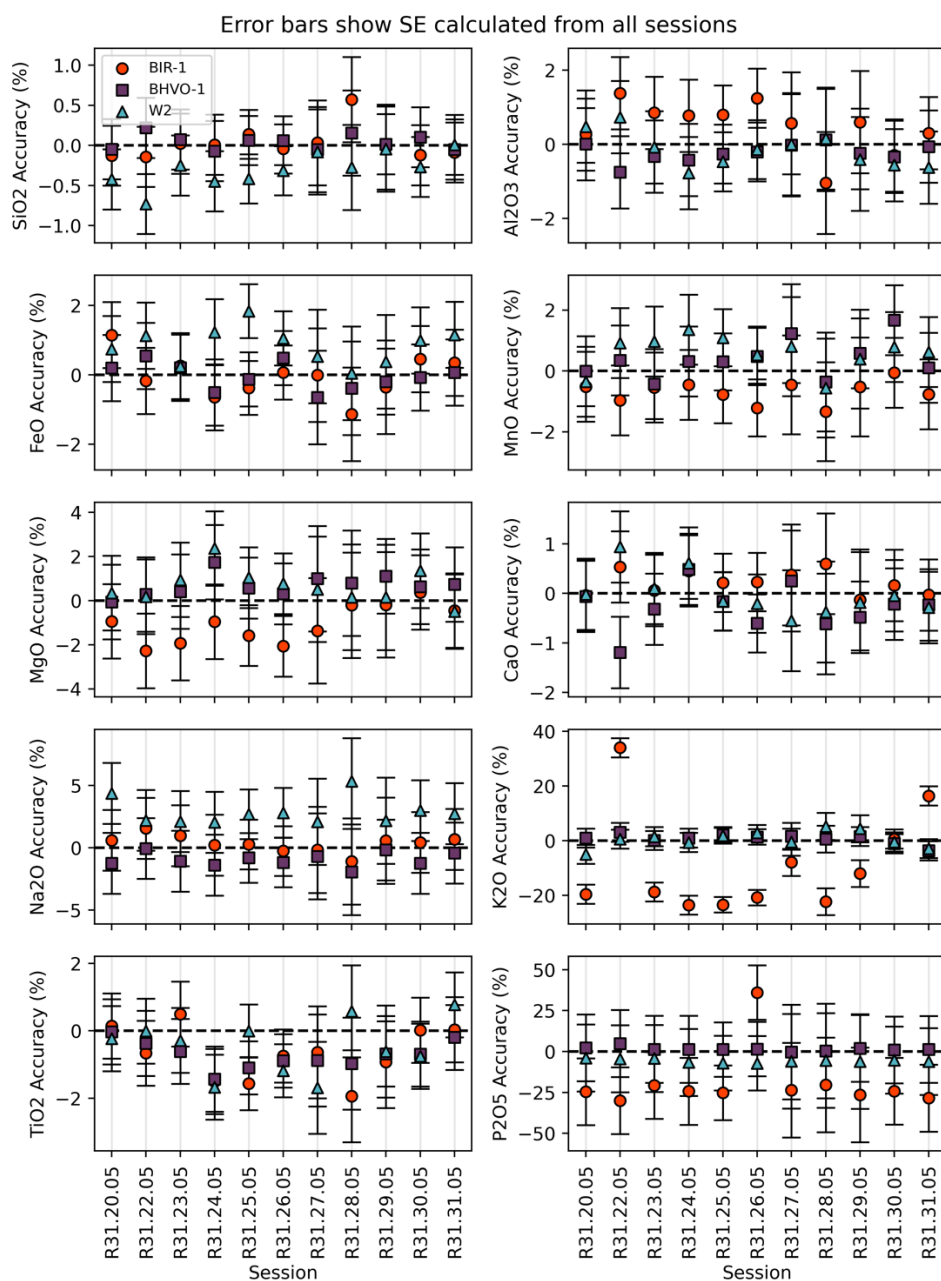 Error bars show SE calculated from all sessions
SiO2 Accuracy (%)
1.0
0.5
0.0
−0.5
−1.0
BIR-1
BHVO-1
W2
Al2O3 Accuracy (%)
2
0
−2
FeO Accuracy (%)
2
0
−2
MnO Accuracy (%)
2
0
−2
MgO Accuracy (%)
4
2
0
−2
−4
CaO Accuracy (%)
1
0
−1
−2
Na2O Accuracy (%)
5
0
−5
K2O Accuracy (%)
40
20
0
−20
TiO2 Accuracy (%)
2
0
−2
P2O5 Accuracy (%)
50
25
0
−25
−50
R31.20.05
R31.22.05
R31.23.05
R31.24.05
R31.25.05
R31.26.05
R31.27.05
R31.28.05
R31.29.05
R31.30.05
R31.31.05
Session
R31.20.05
R31.22.05
R31.23.05
R31.24.05
R31.25.05
R31.26.05
R31.27.05
R31.28.05
R31.29.05
R31.30.05
R31.31.05
Session